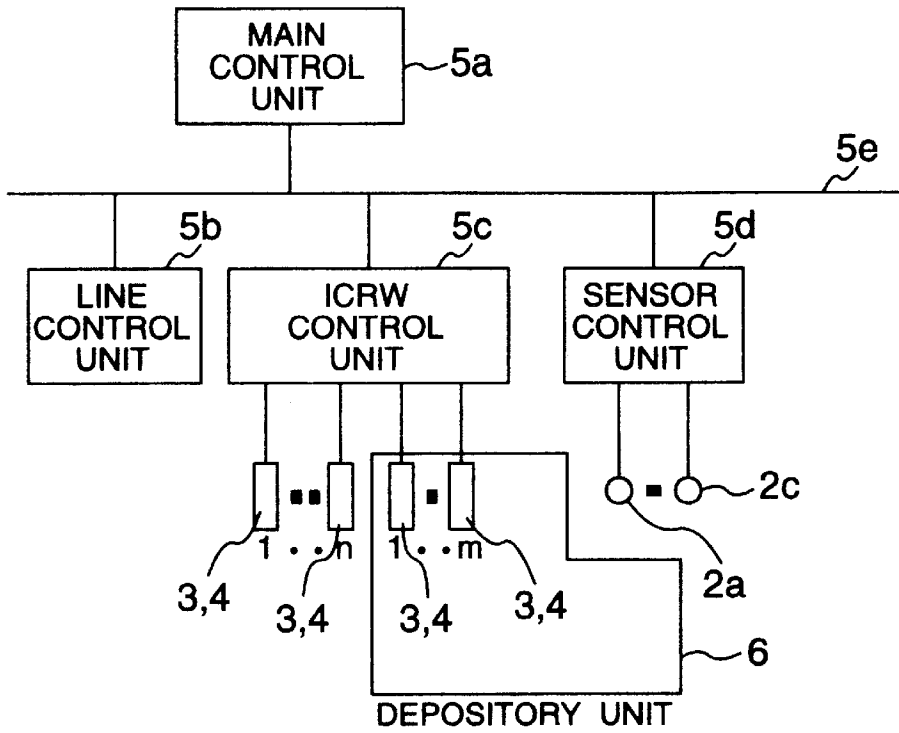 MAIN
CONTROL
UNIT
5a
5e
5b
5c
5d
LINE
CONTROL
UNIT
ICRW
CONTROL
UNIT
SENSOR
CONTROL
UNIT
2c
1 . . n
1 . . m
3,4
3,4
3,4
3,4
2a
6
DEPOSITORY UNIT